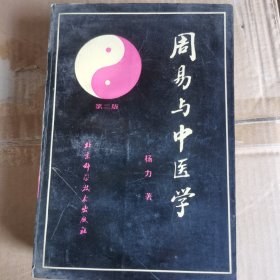 周易与中医学
杨力 著
第二版
北京科学技术出版社